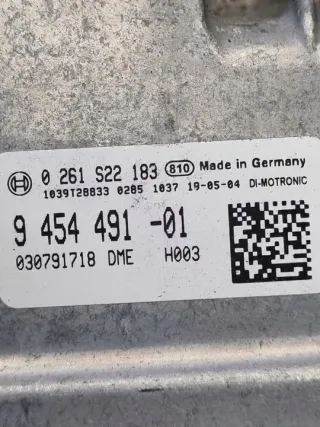 0 261 S22 183 810 Made in Germany
1039T28833 0285 1037 19-05-04 DI-MOTRONIC
9 454 491 -01
030791718 DME H003